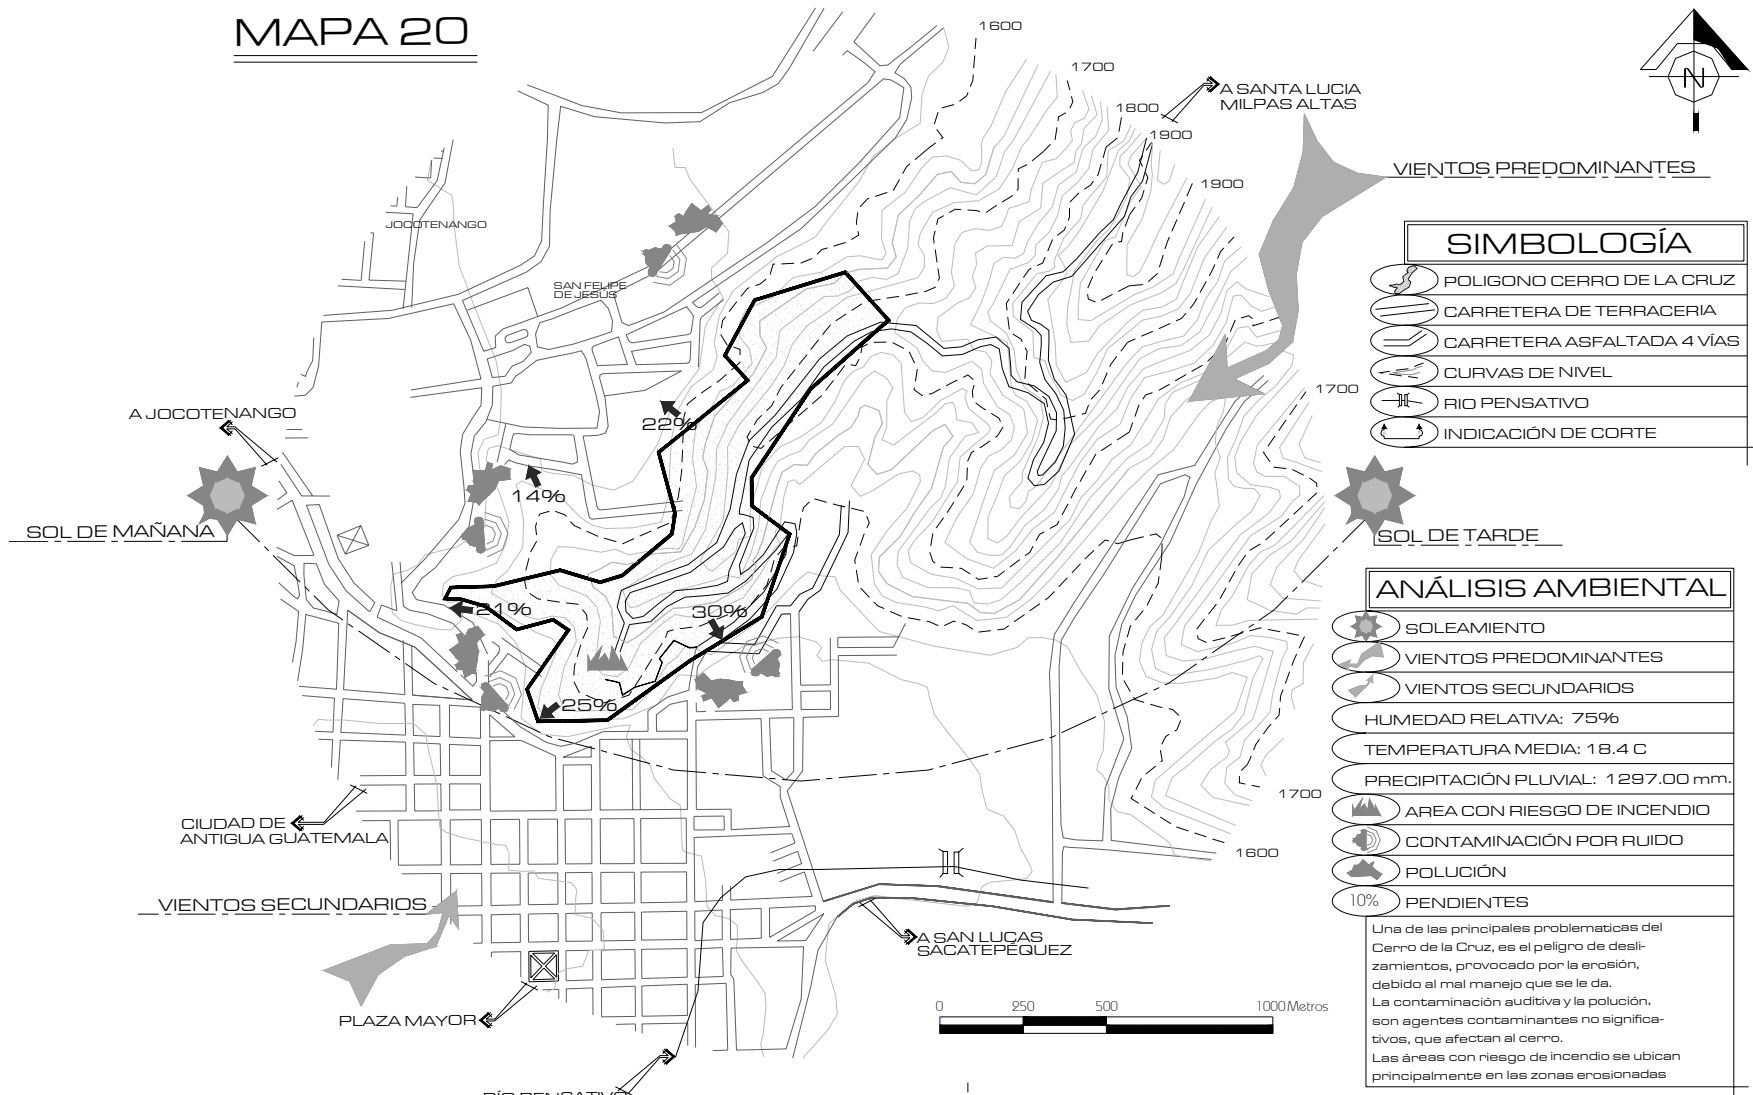 MAPA 20
1600
1700
1800
1900
1900
A SANTA LUCIA
MILPAS ALTAS
N
VIENTOS PREDOMINANTES
JOCOTENANGO
SAN FELIPE
DE JESÚS
1700
A JOCOTENANGO
22%
14%
SOL DE MAÑANA
SOL DE TARDE
21%
30%
25%
1700
1600
CIUDAD DE
ANTIGUA GUATEMALA
VIENTOS SECUNDARIOS
A SAN LUCAS
SACATEPÉQUEZ
PLAZA MAYOR
RÍO PENSATIVO
0 250 500 1000 Metros
SIMBOLOGÍA
POLIGONO CERRO DE LA CRUZ
CARRETERA DE TERRACERIA
CARRETERA ASFALTADA 4 VÍAS
CURVAS DE NIVEL
RIO PENSATIVO
INDICACIÓN DE CORTE
ANÁLISIS AMBIENTAL
SOLEAMIENTO
VIENTOS PREDOMINANTES
VIENTOS SECUNDARIOS
HUMEDAD RELATIVA: 75%
TEMPERATURA MEDIA: 18.4 C
PRECIPITACIÓN PLUVIAL: 1297.00 mm.
AREA CON RIESGO DE INCENDIO
CONTAMINACIÓN POR RUIDO
POLUCIÓN
10% PENDIENTES
Una de las principales problematicas del
Cerro de la Cruz, es el peligro de desli-
zamientos, provocado por la erosión,
debido al mal manejo que se le da.
La contaminación auditiva y la polución,
son agentes contaminantes no significa-
tivos, que afectan al cerro.
Las áreas con riesgo de incendio se ubican
principalmente en las zonas erosionadas